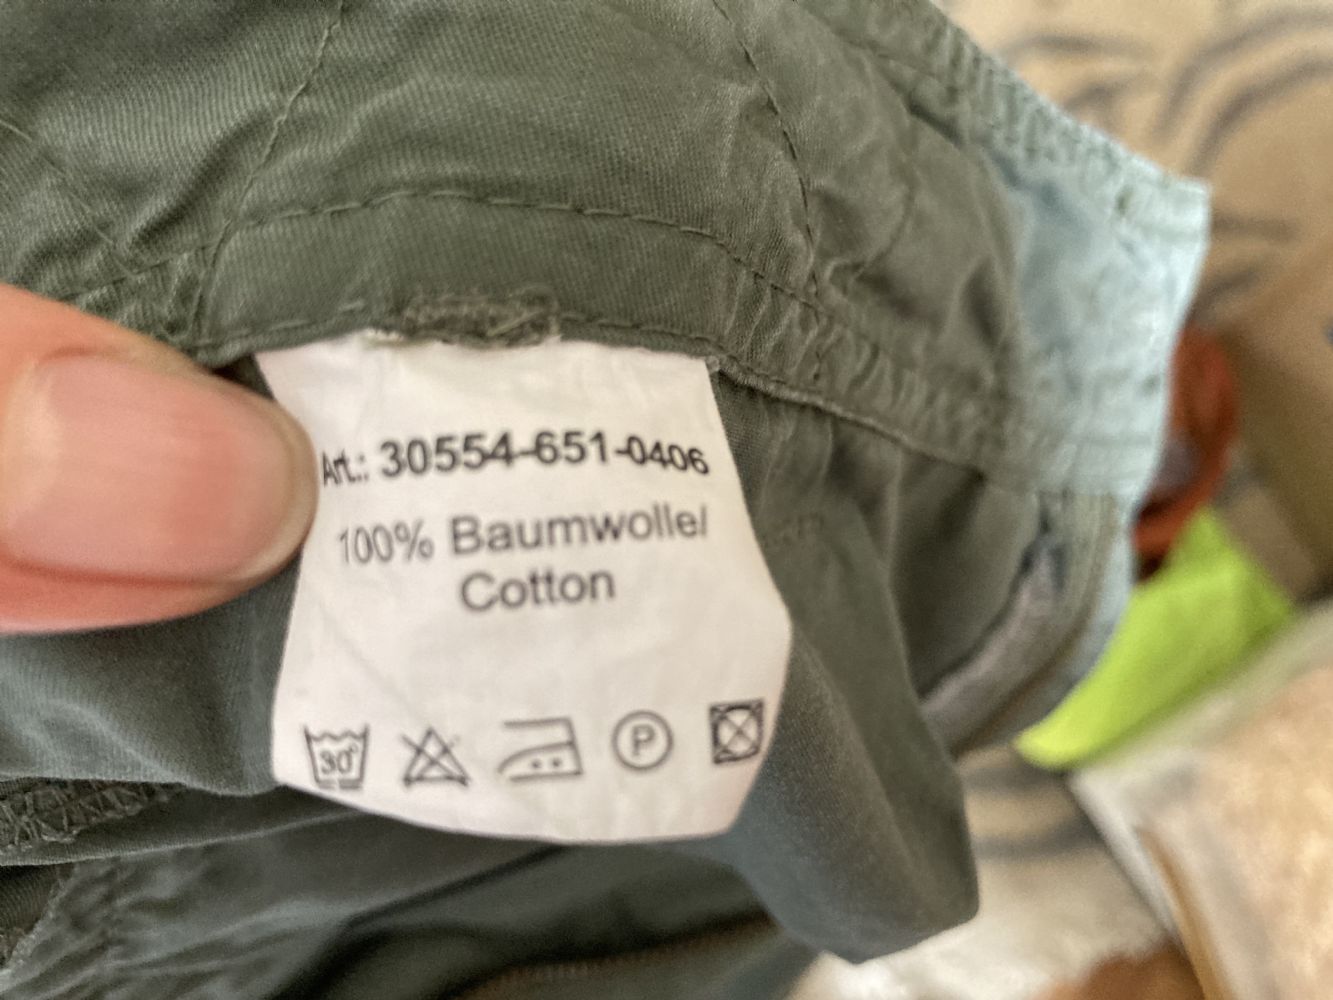 Art.: 30554-651-0406
100% Baumwolle/
Cotton
30° P